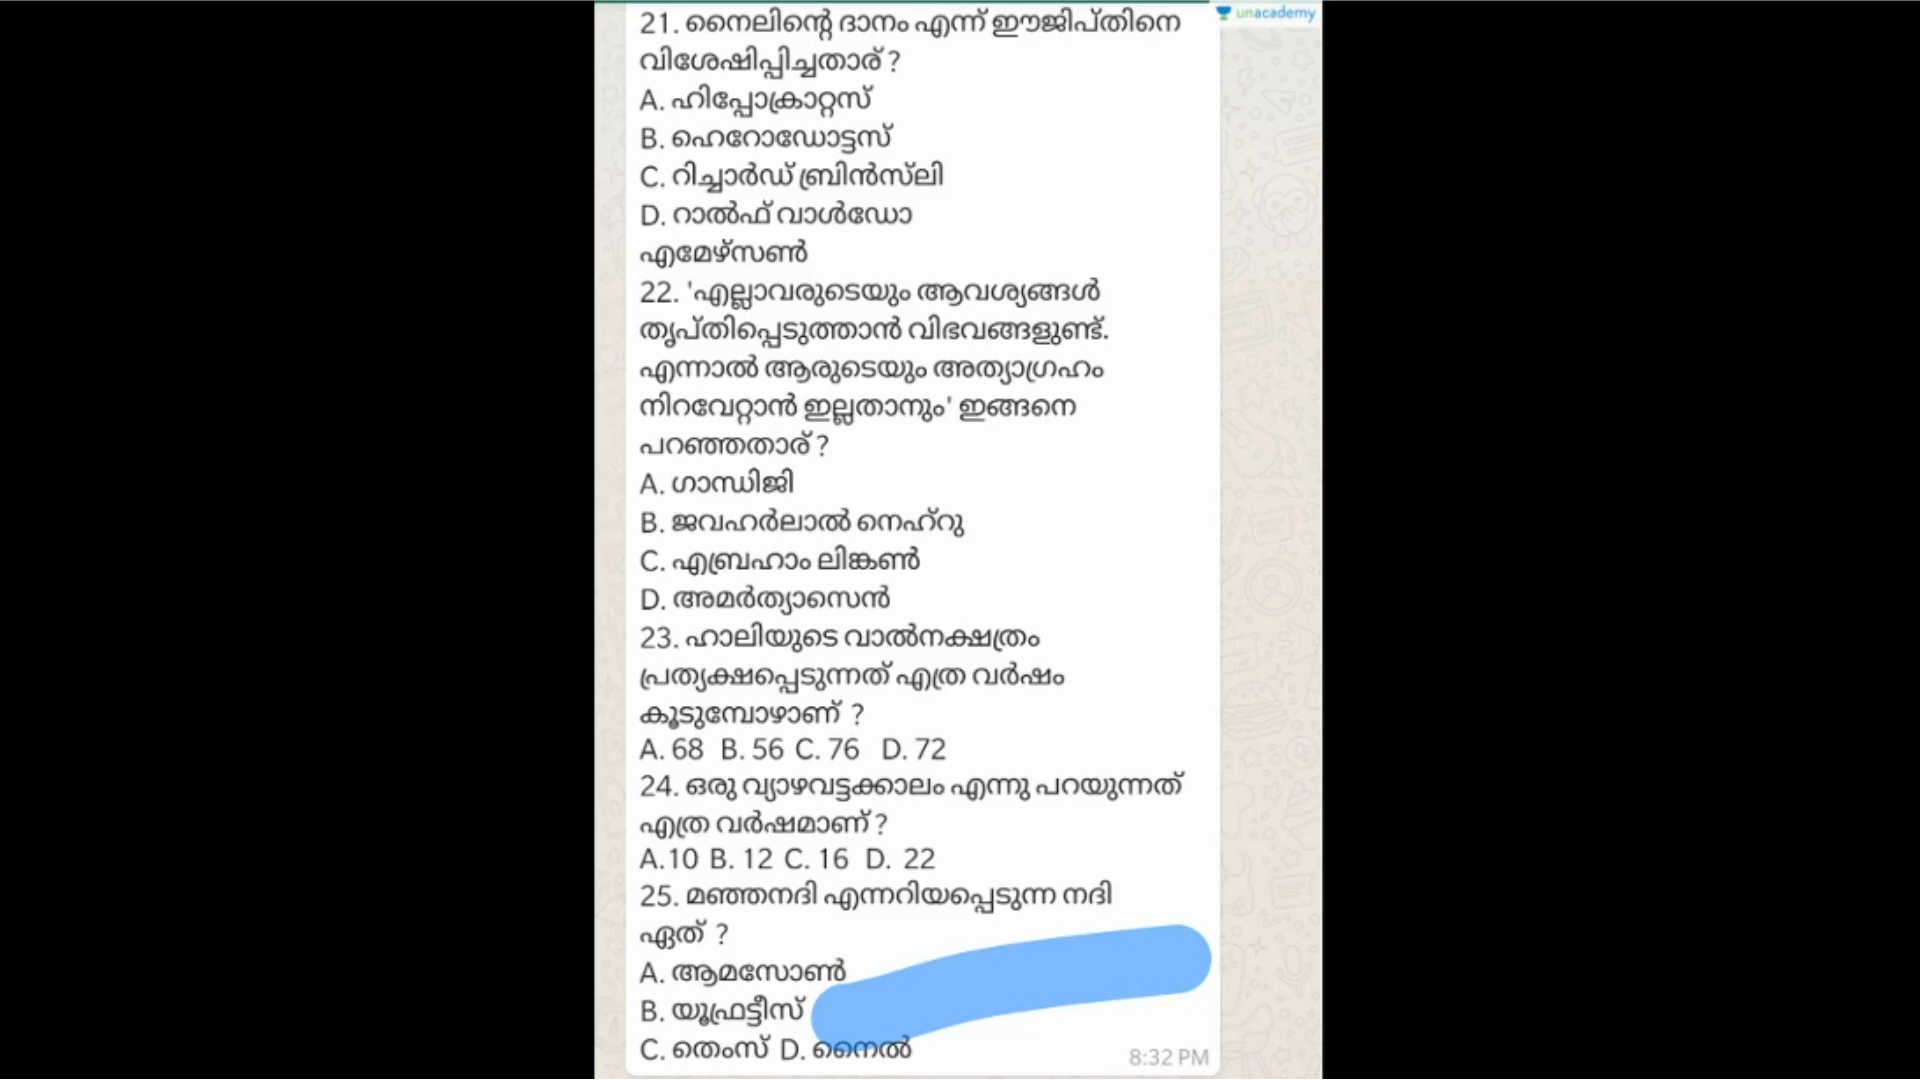 unacademy
21. നൈലിന്റെ ദാനം എന്ന് ഈജിപ്തിനെ
വിശേഷിപ്പിച്ചതാര് ?
A. ഹിപ്പോക്രാറ്റസ്
B. ഹെറോഡോട്ടസ്
C. റിച്ചാർഡ് ബ്രിൻസ്‌ലി
D. റാൽഫ് വാൾഡോ
എമേഴ്സൺ
22. 'എല്ലാവരുടെയും ആവശ്യങ്ങൾ
തൃപ്തിപ്പെടുത്താൻ വിഭവങ്ങളുണ്ട്.
എന്നാൽ ആരുടെയും അത്യാഗ്രഹം
നിറവേറ്റാൻ ഇല്ലതാനും' ഇങ്ങനെ
പറഞ്ഞതാര് ?
A. ഗാന്ധിജി
B. ജവഹർലാൽ നെഹ്റു
C. എബ്രഹാം ലിങ്കൺ
D. അമർത്യാസെൻ
23. ഹാലിയുടെ വാൽനക്ഷത്രം
പ്രത്യക്ഷപ്പെടുന്നത് എത്ര വർഷം
കൂടുമ്പോഴാണ് ?
A. 68 B. 56 C. 76 D. 72
24. ഒരു വ്യാഴവട്ടക്കാലം എന്നു പറയുന്നത്
എത്ര വർഷമാണ് ?
A.10 B. 12 C. 16 D. 22
25. മഞ്ഞനദി എന്നറിയപ്പെടുന്ന നദി
ഏത് ?
A. ആമസോൺ
B. യൂഫ്രട്ടീസ്
C. തെംസ് D. നൈൽ
8:32 PM